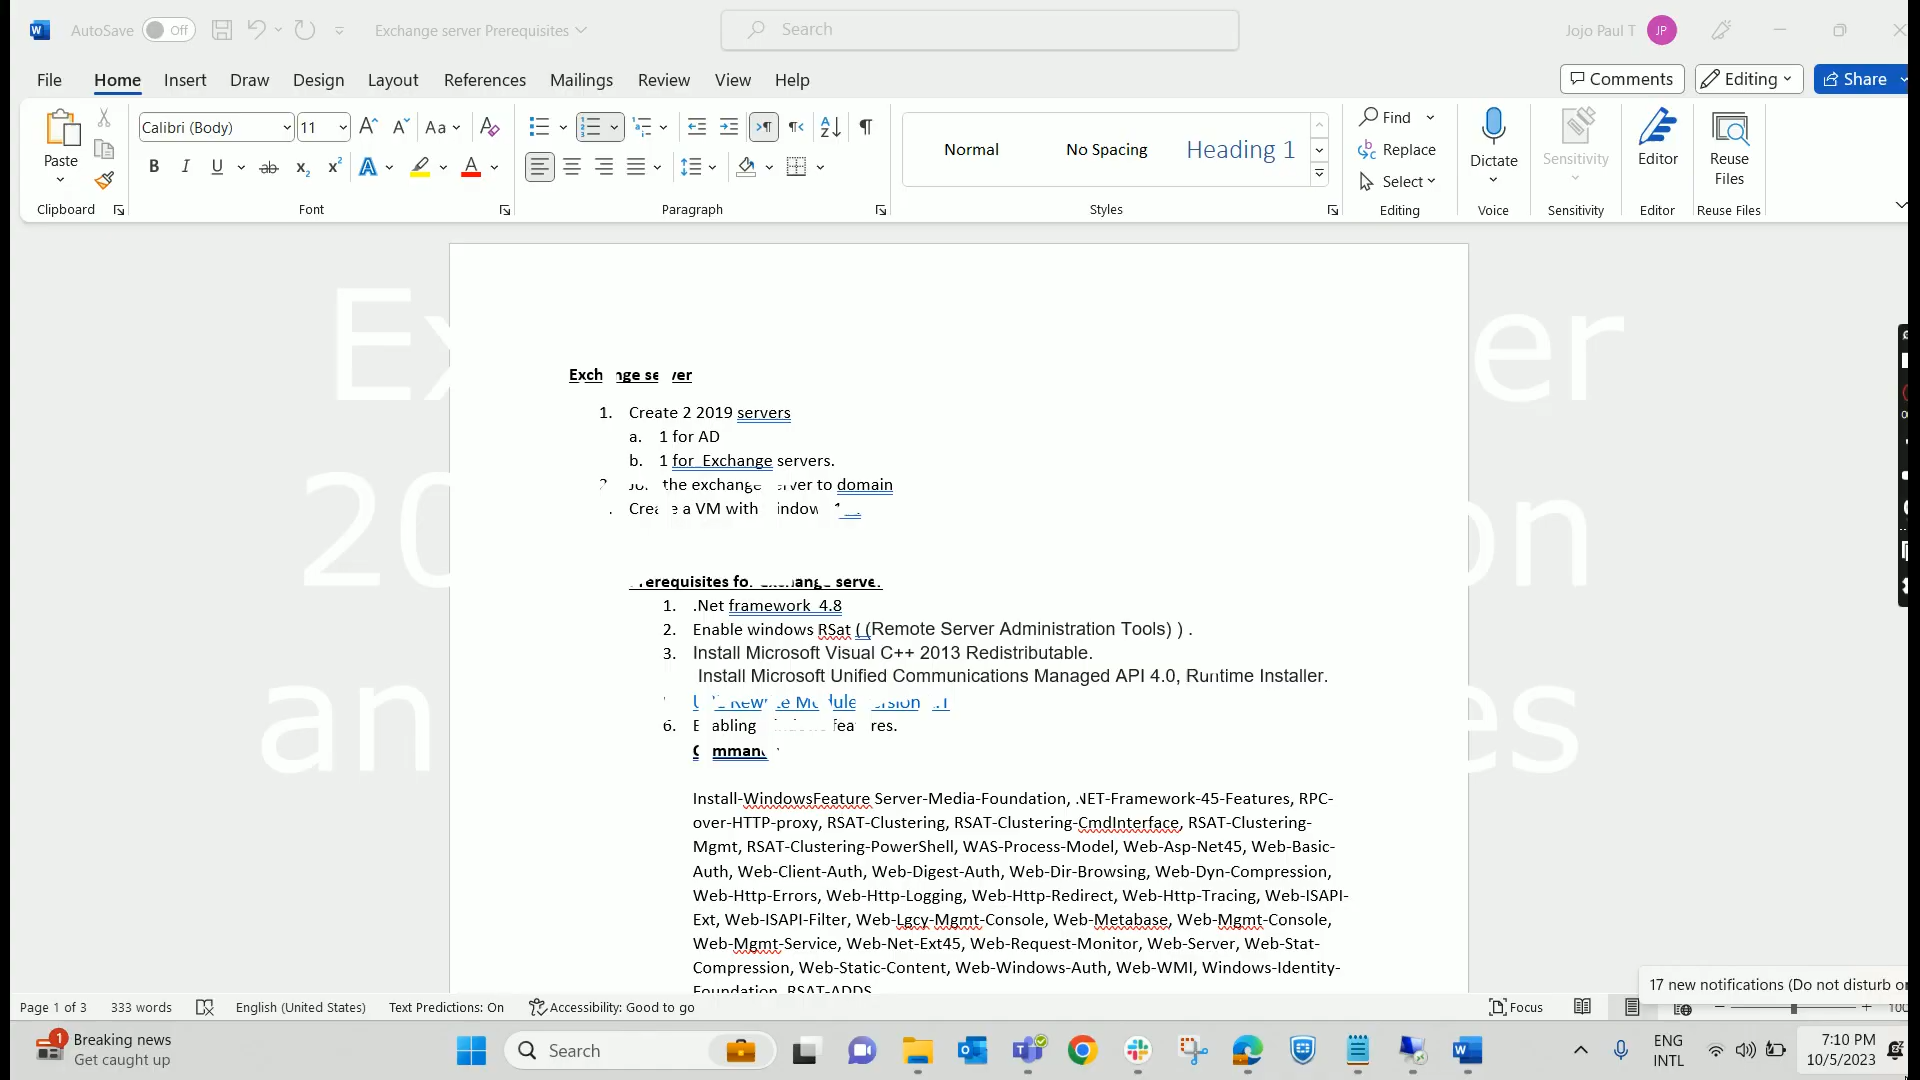 AutoSave Off Exchange server Prerequisites Search Jojo Paul T JP
File Home Insert Draw Design Layout References Mailings Review View Help Comments Editing Share
Paste Calibri (Body) 11 Aa Normal No Spacing Heading 1 Find Replace Select Dictate Sensitivity Editor Reuse Files
Clipboard Font Paragraph Styles Editing Voice Sensitivity Editor Reuse Files
server
1. Create 2 2019 servers
a. 1 for AD
b. 1 for Exchange servers.
the exchange to domain
a VM with
.Net framework 4.8
1.
2. Enable windows RSat ( (Remote Server Administration Tools) ) .
3. Install Microsoft Visual C++ 2013 Redistributable.
Install Microsoft Unified Communications Managed API 4.0, Runtime Installer.
6. Enabling features.
Install-WindowsFeature Server-Media-Foundation, NET-Framework-45-Features, RPC-
over-HTTP-proxy, RSAT-Clustering, RSAT-Clustering-CmdInterface, RSAT-Clustering-
Mgmt, RSAT-Clustering-PowerShell, WAS-Process-Model, Web-Asp-Net45, Web-Basic-
Auth, Web-Client-Auth, Web-Digest-Auth, Web-Dir-Browsing, Web-Dyn-Compression,
Web-Http-Errors, Web-Http-Logging, Web-Http-Redirect, Web-Http-Tracing, Web-ISAPI-
Ext, Web-ISAPI-Filter, Web-Lgcy-Mgmt-Console, Web-Metabase, Web-Mgmt-Console,
Web-Mgmt-Service, Web-Net-Ext45, Web-Request-Monitor, Web-Server, Web-Stat-
Compression, Web-Static-Content, Web-Windows-Auth, Web-WMI, Windows-Identity-
Foundation, RSAT-ADDS
17 new notifications (Do not disturb
Page 1 of 3 333 words English (United States) Text Predictions: On Accessibility: Good to go Focus
1 Breaking news
Get caught up
Search
ENG
INTL
7:10 PM
10/5/2023